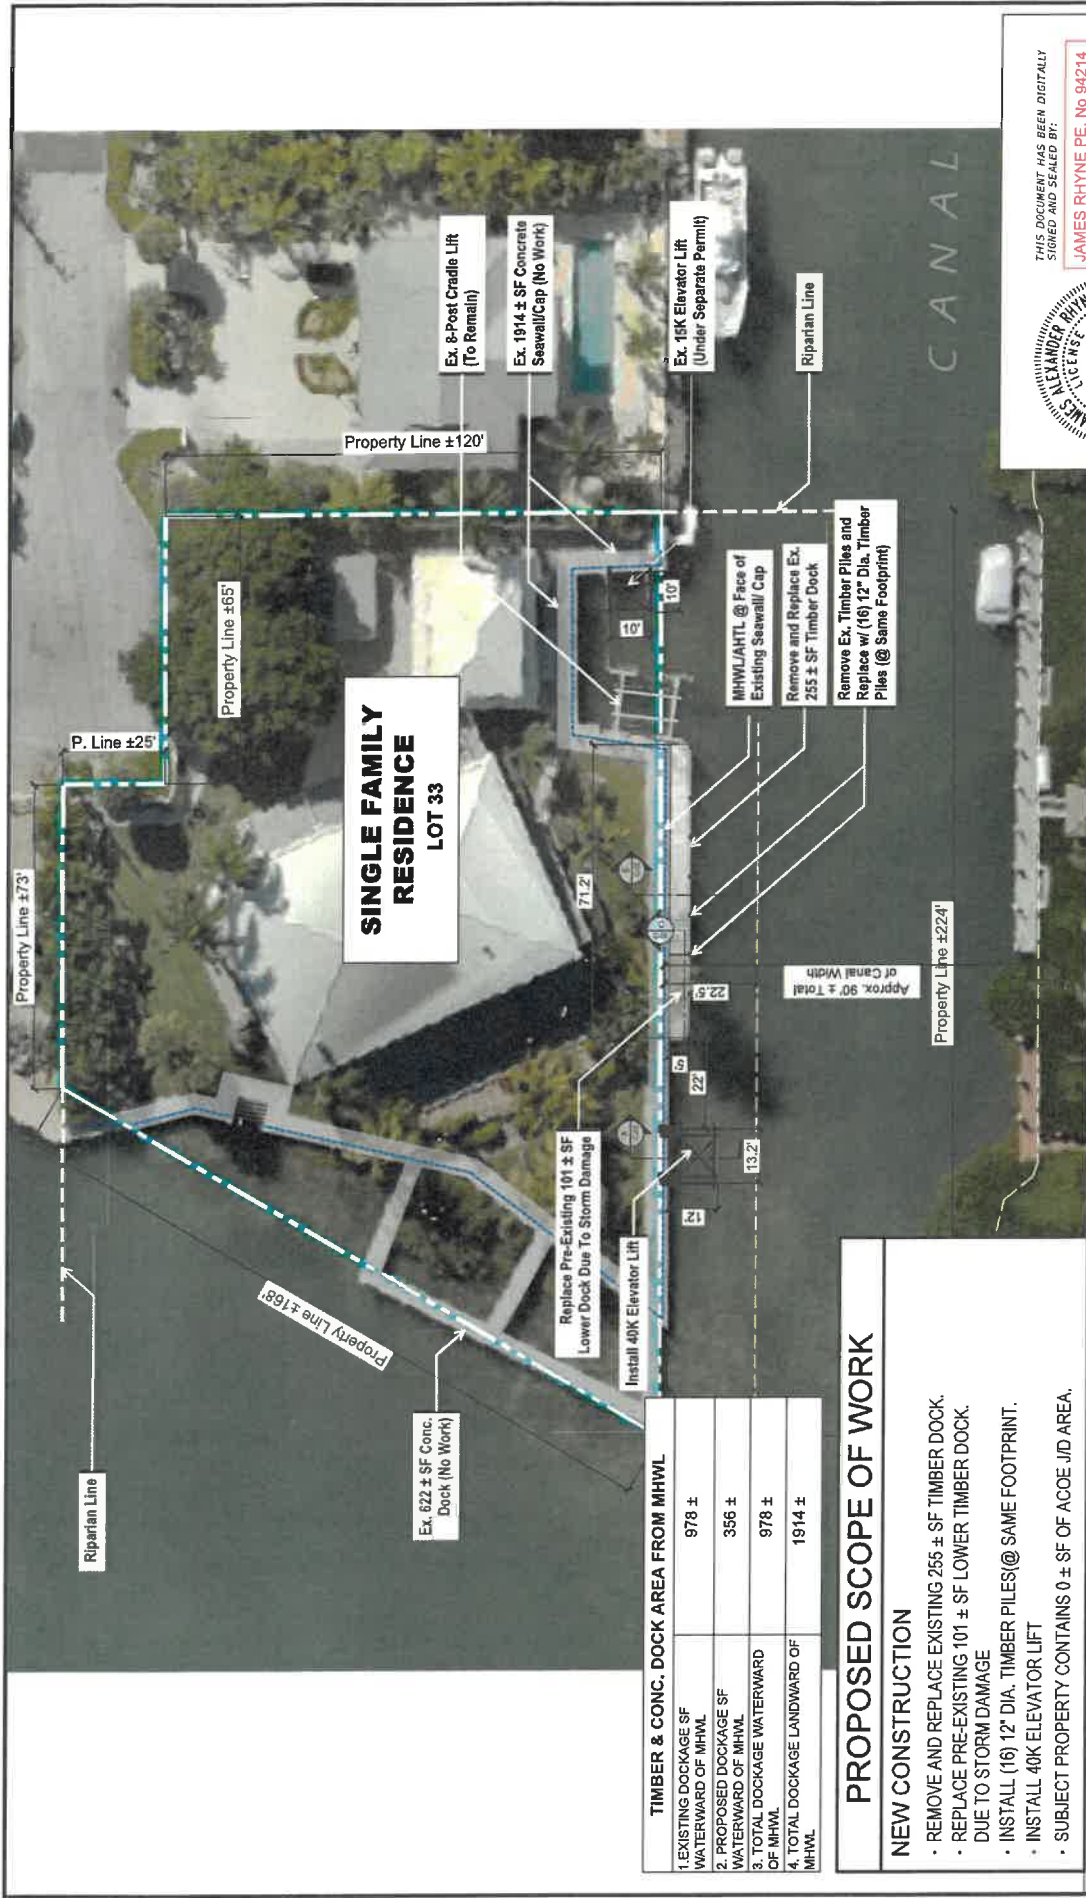 THIS DOCUMENT HAS BEEN DIGITALLY
SIGNED AND SEALED BY:
JAMES RHYNE PE. No 94214
JAMES ALEXANDER RHYN
LICENSE
CANAL
Property Line ±73'
P. Line ±25'
Property Line ±65'
Property Line ±120'
Ex. 8-Post Cradle Lift
(To Remain)
Ex. 1914 ± SF Concrete
Seawall/Cap (No Work)
Ex. 15K Elevator Lift
(Under Separate Permit)
Riparian Line
SINGLE FAMILY
RESIDENCE
LOT 33
10'
10'
MHWL/AHTL @ Face of
Existing Seawall/ Cap
Remove and Replace Ex.
255 ± SF Timber Dock
Remove Ex. Timber Piles and
Replace w/ (16) 12" Dia. Timber
Piles (@ Same Footprint)
71.2'
22.5'
5'
22'
13.2'
12'
Approx. 90' ± Total
of Canal Width
Property Line ±224'
Replace Pre-Existing 101 ± SF
Lower Dock Due To Storm Damage
Install 40K Elevator Lift
Property Line ±168'
Riparian Line
Ex. 622 ± SF Conc.
Dock (No Work)
TIMBER & CONC. DOCK AREA FROM MHWL
1.EXISTING DOCKAGE SF
WATERWARD OF MHWL
978 ±
2. PROPOSED DOCKAGE SF
WATERWARD OF MHWL
356 ±
3. TOTAL DOCKAGE WATERWARD
OF MHWL
978 ±
4. TOTAL DOCKAGE LANDWARD OF
MHWL
1914 ±
PROPOSED SCOPE OF WORK
NEW CONSTRUCTION
· REMOVE AND REPLACE EXISTING 255 ± SF TIMBER DOCK.
· REPLACE PRE-EXISTING 101 ± SF LOWER TIMBER DOCK.
DUE TO STORM DAMAGE
· INSTALL (16) 12" DIA. TIMBER PILES(@ SAME FOOTPRINT.
· INSTALL 40K ELEVATOR LIFT
· SUBJECT PROPERTY CONTAINS 0 ± SF OF ACOE J/D AREA.